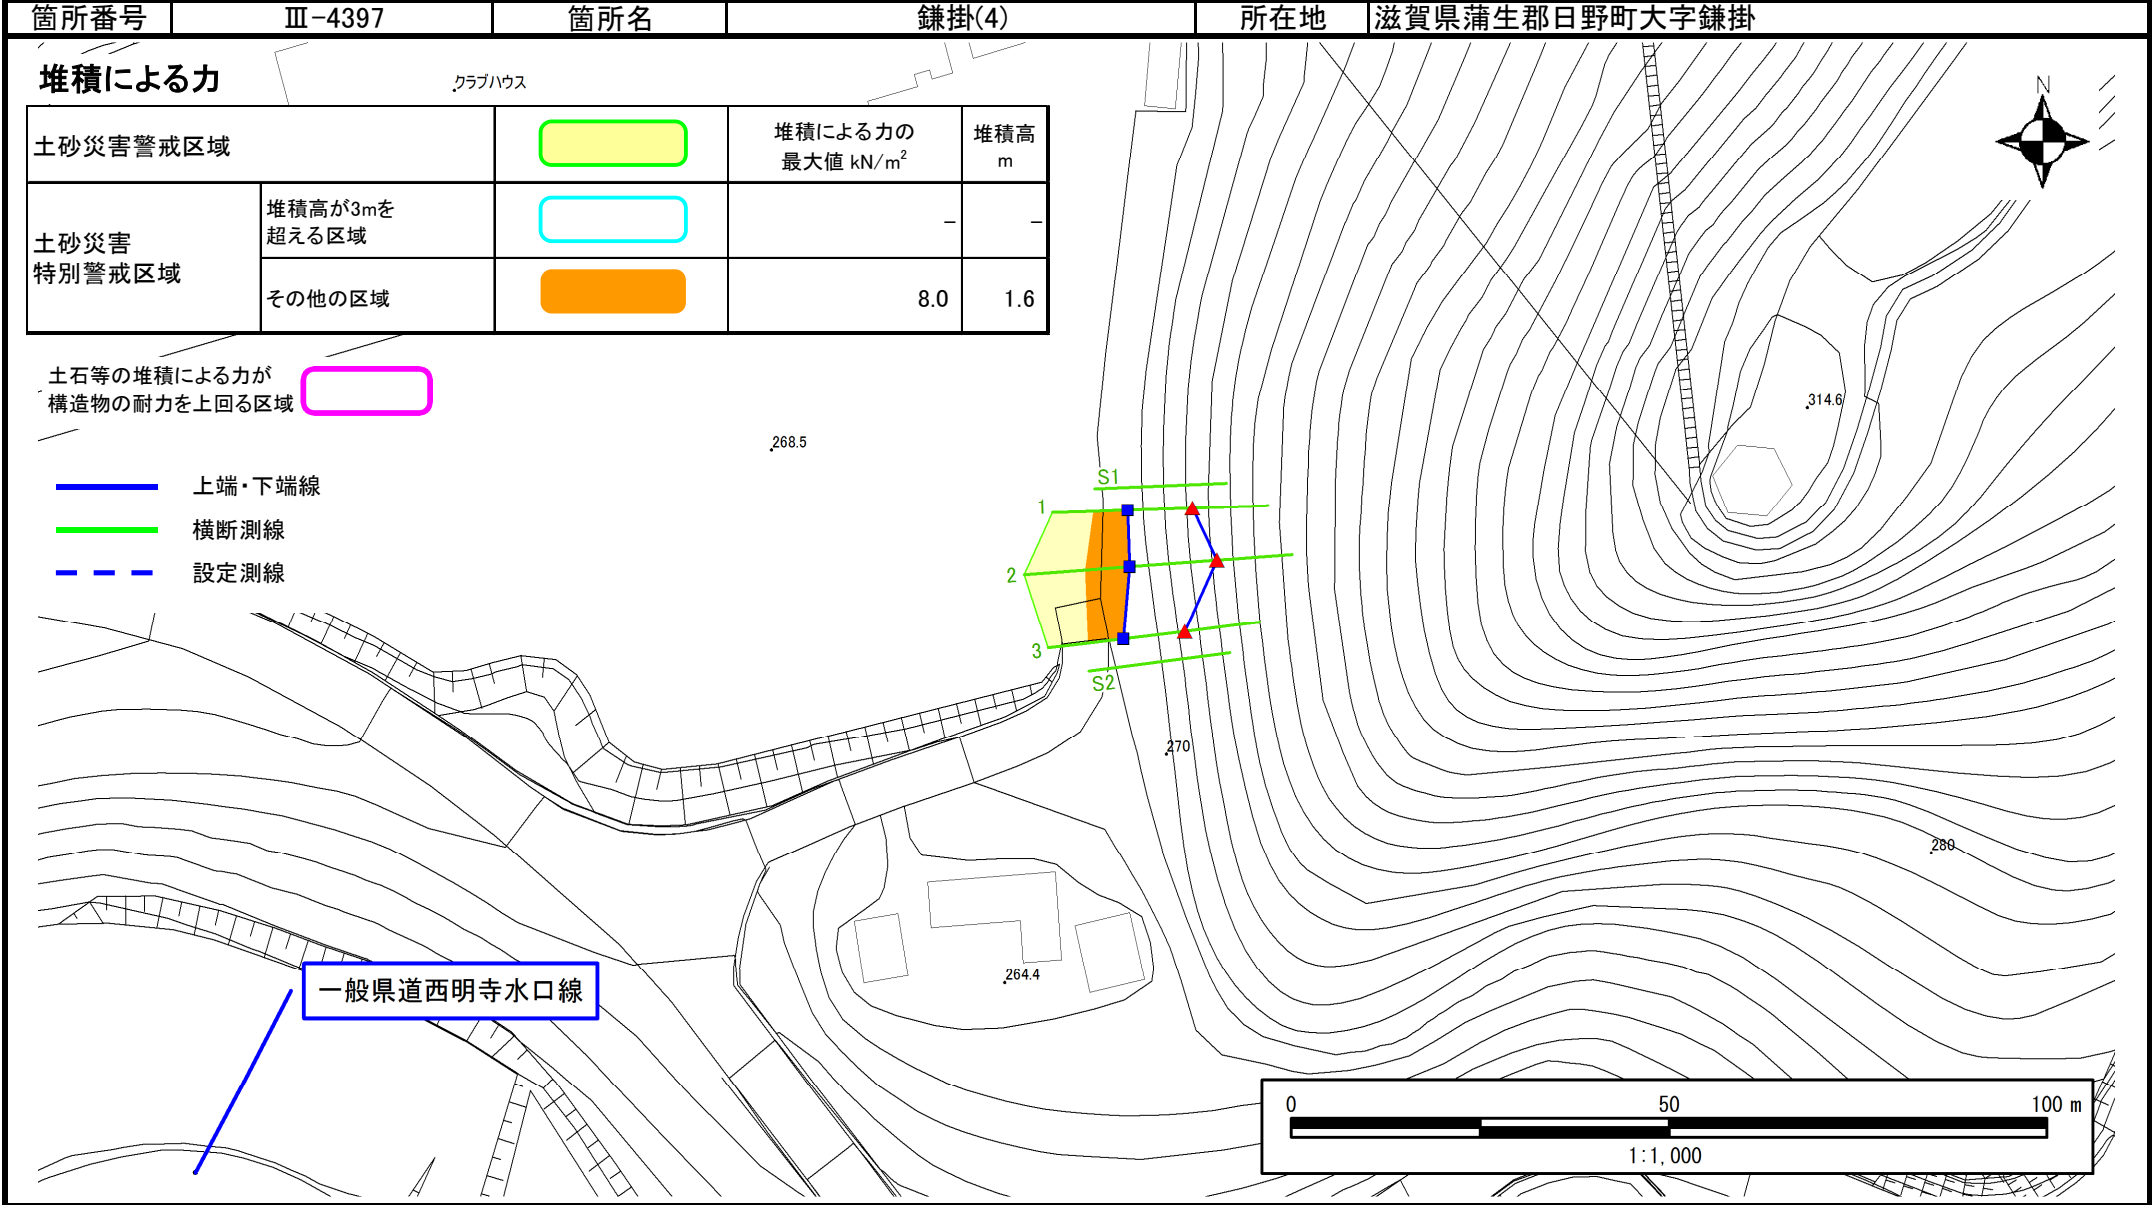 箇所番号 Ⅲ-4397 箇所名 鎌掛(4) 所在地 滋賀県蒲生郡日野町大字鎌掛
堆積による力
クラブハウス
N
土砂災害警戒区域
堆積による力の
最大値 kN/m²
堆積高
m
土砂災害
特別警戒区域
堆積高が3mを
超える区域
- -
その他の区域
8.0 1.6
土石等の堆積による力が
構造物の耐力を上回る区域
314.6
268.5
上端・下端線
横断測線
設定測線
S1
1
2
3
S2
270
280
264.4
一般県道西明寺水口線
0 50 100 m
1:1,000